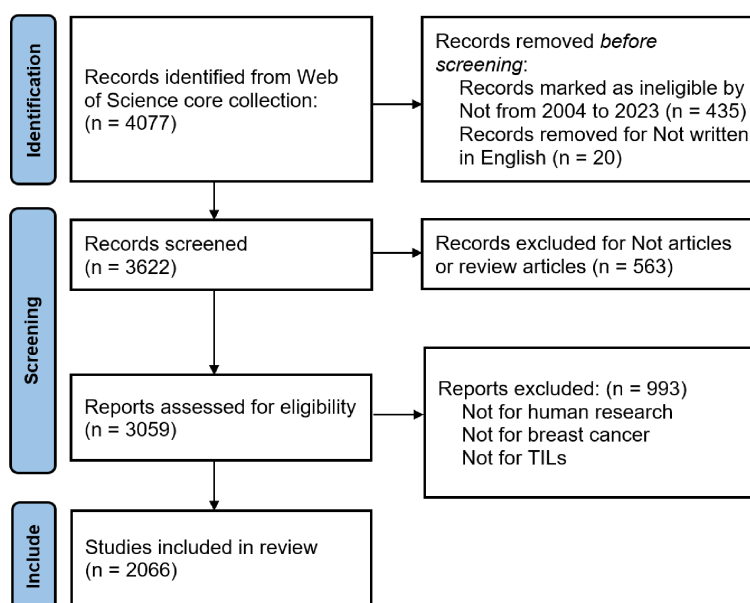 Identification
Records identified from Web
of Science core collection:
(n = 4077)
Records removed before
screening:
Records marked as ineligible by
Not from 2004 to 2023 (n = 435)
Records removed for Not written
in English (n = 20)
Screening
Records screened
(n = 3622)
Records excluded for Not articles
or review articles (n = 563)
Reports assessed for eligibility
(n = 3059)
Reports excluded: (n = 993)
Not for human research
Not for breast cancer
Not for TILs
Include
Studies included in review
(n = 2066)